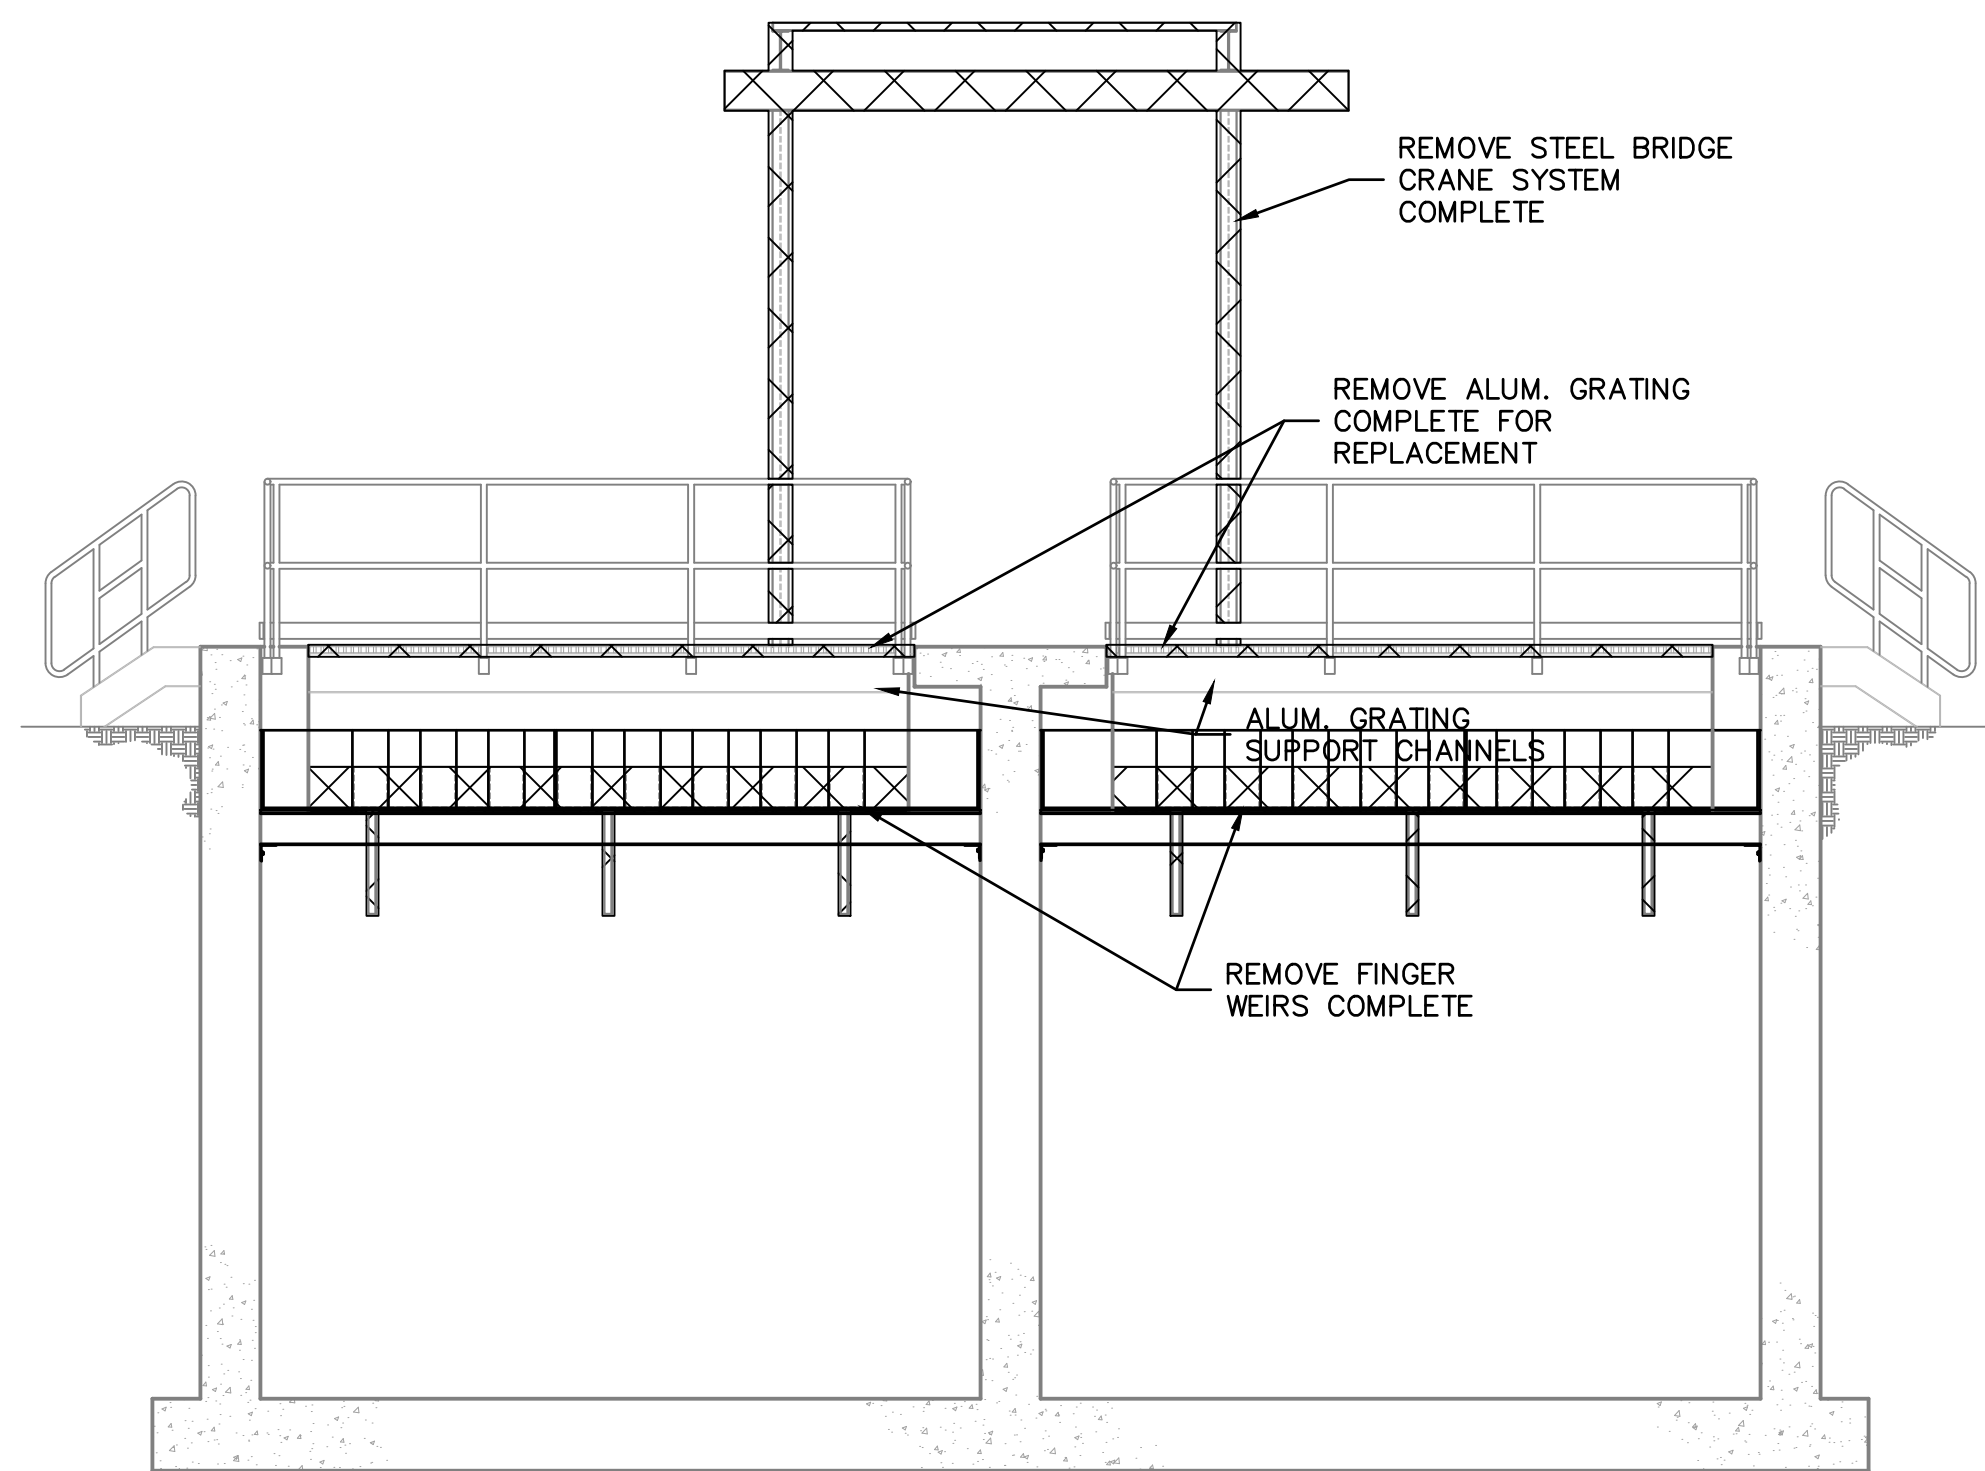 REMOVE STEEL BRIDGE
CRANE SYSTEM
COMPLETE
REMOVE ALUM. GRATING
COMPLETE FOR
REPLACEMENT
ALUM. GRATING
SUPPORT CHANNELS
REMOVE FINGER
WEIRS COMPLETE